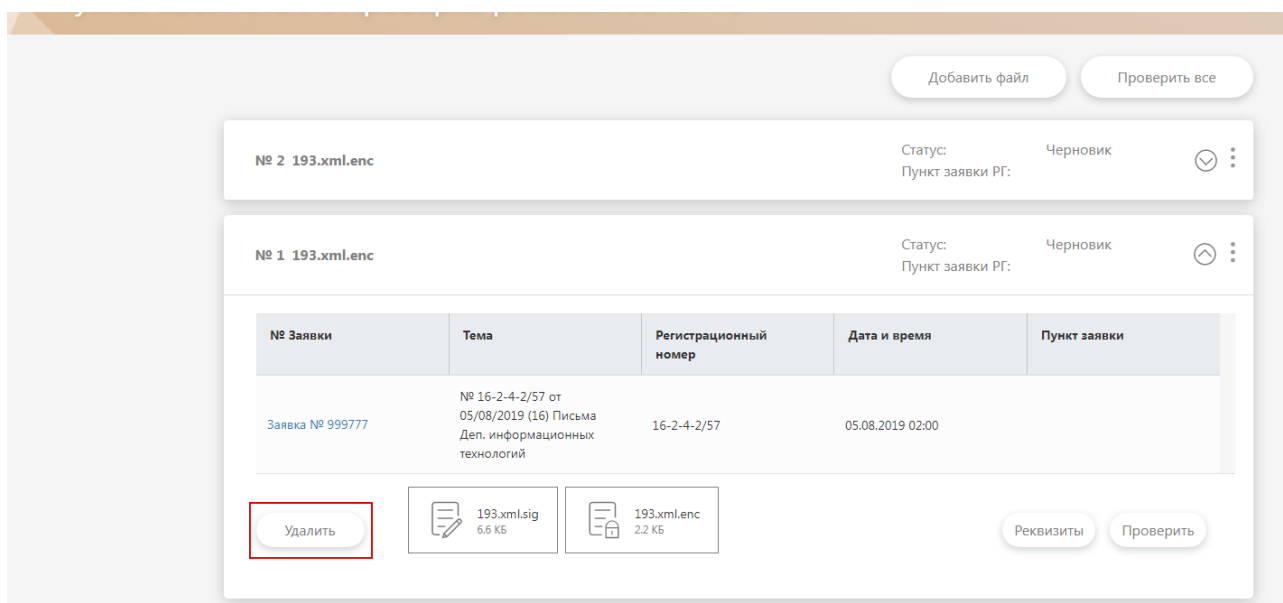 Добавить файл
Проверить все
№ 2 193.xml.enc
Статус: Черновик
Пункт заявки РГ:
№ 1 193.xml.enc
Статус: Черновик
Пункт заявки РГ:
№ Заявки
Тема
Регистрационный
номер
Дата и время
Пункт заявки
Заявка № 999777
№ 16-2-4-2/57 от
05/08/2019 (16) Письма
Деп. информационных
технологий
16-2-4-2/57
05.08.2019 02:00
Удалить
193.xml.sig
6.6 КБ
193.xml.enc
2.2 КБ
Реквизиты
Проверить